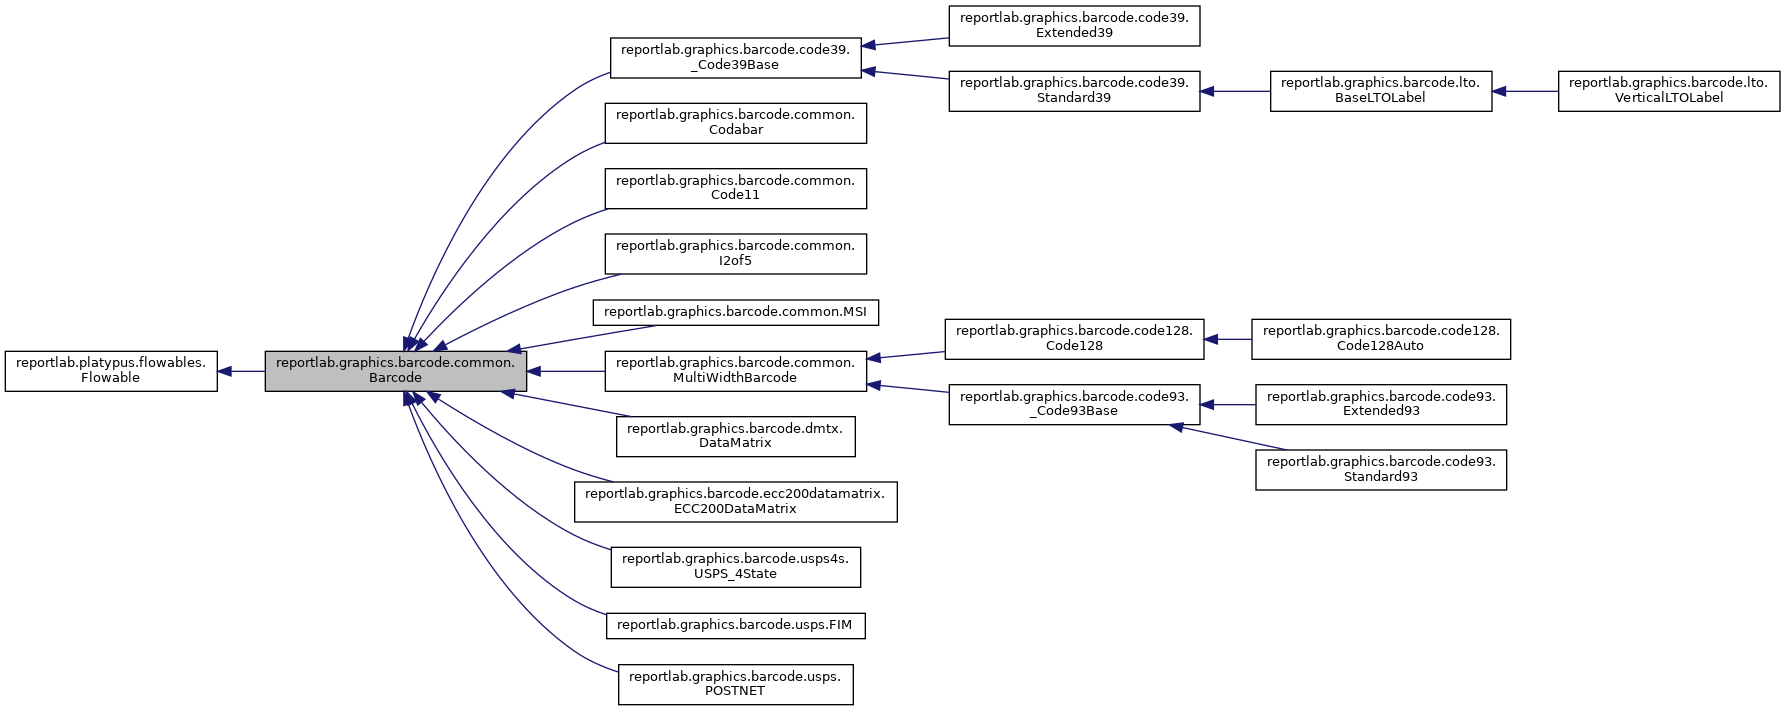 reportlab.platypus.flowables.
Flowable
reportlab.graphics.barcode.common.
Barcode
reportlab.graphics.barcode.code39.
_Code39Base
reportlab.graphics.barcode.common.
Codabar
reportlab.graphics.barcode.common.
Code11
reportlab.graphics.barcode.common.
I2of5
reportlab.graphics.barcode.common.MSI
reportlab.graphics.barcode.common.
MultiWidthBarcode
reportlab.graphics.barcode.dmtx.
DataMatrix
reportlab.graphics.barcode.ecc200datamatrix.
ECC200DataMatrix
reportlab.graphics.barcode.usps4s.
USPS_4State
reportlab.graphics.barcode.usps.FIM
reportlab.graphics.barcode.usps.
POSTNET
reportlab.graphics.barcode.code39.
Extended39
reportlab.graphics.barcode.code39.
Standard39
reportlab.graphics.barcode.lto.
BaseLTOLabel
reportlab.graphics.barcode.lto.
VerticalLTOLabel
reportlab.graphics.barcode.code128.
Code128
reportlab.graphics.barcode.code128.
Code128Auto
reportlab.graphics.barcode.code93.
_Code93Base
reportlab.graphics.barcode.code93.
Extended93
reportlab.graphics.barcode.code93.
Standard93